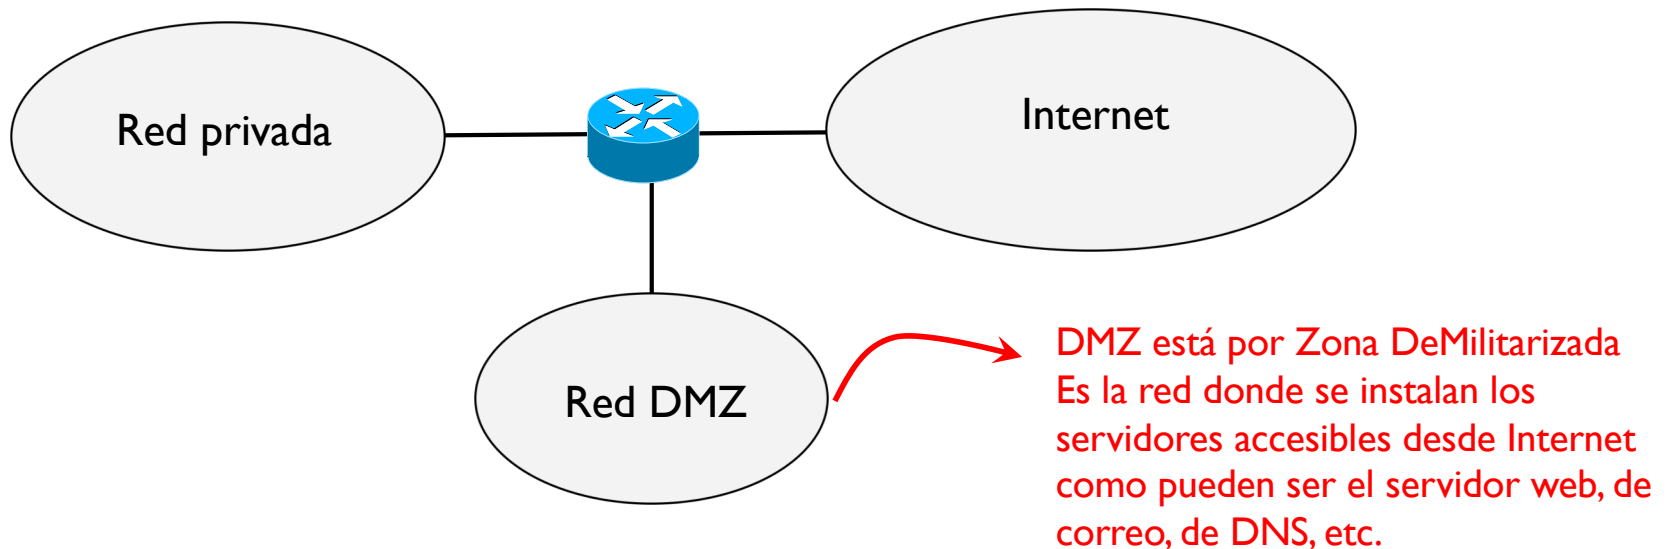 Red privada
Internet
Red DMZ
DMZ está por Zona DeMilitarizada
Es la red donde se instalan los
servidores accesibles desde Internet
como pueden ser el servidor web, de
correo, de DNS, etc.